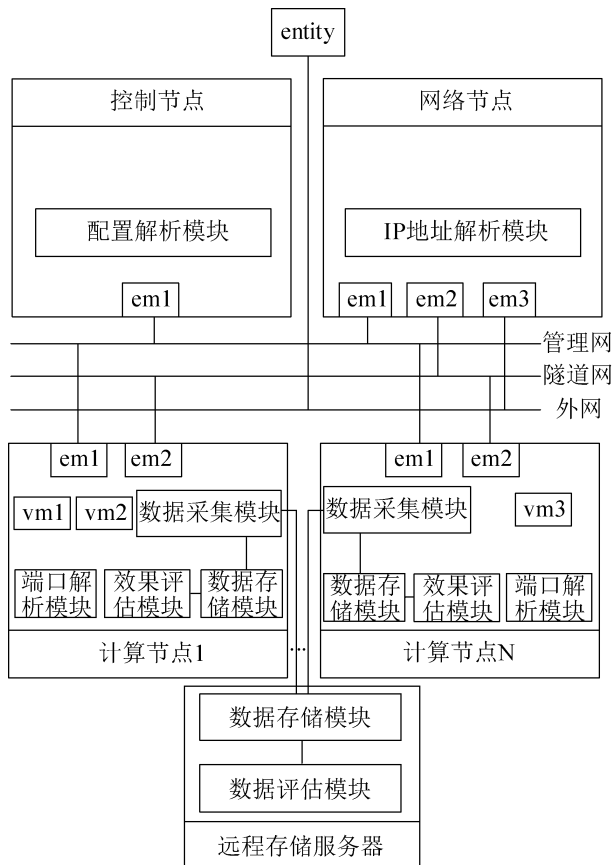 entity
控制节点
网络节点
配置解析模块
IP地址解析模块
em1
em1
em2
em3
管理网
隧道网
外网
em1
em2
em1
em2
vm1
vm2
数据采集模块
数据采集模块
vm3
端口解
析模块
效果评
估模块
数据存
储模块
数据存
储模块
效果评
估模块
端口解
析模块
计算节点1
...
计算节点N
数据存储模块
数据评估模块
远程存储服务器